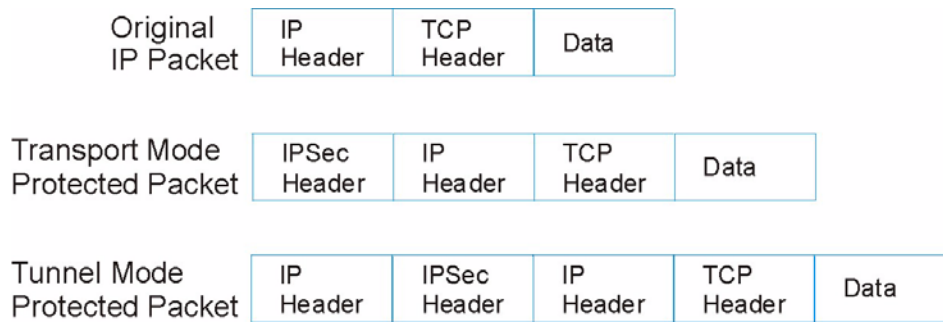 Original
IP Packet
IP
Header
TCP
Header
Data
Transport Mode
Protected Packet
IPSec
Header
IP
Header
TCP
Header
Data
Tunnel Mode
Protected Packet
IP
Header
IPSec
Header
IP
Header
TCP
Header
Data